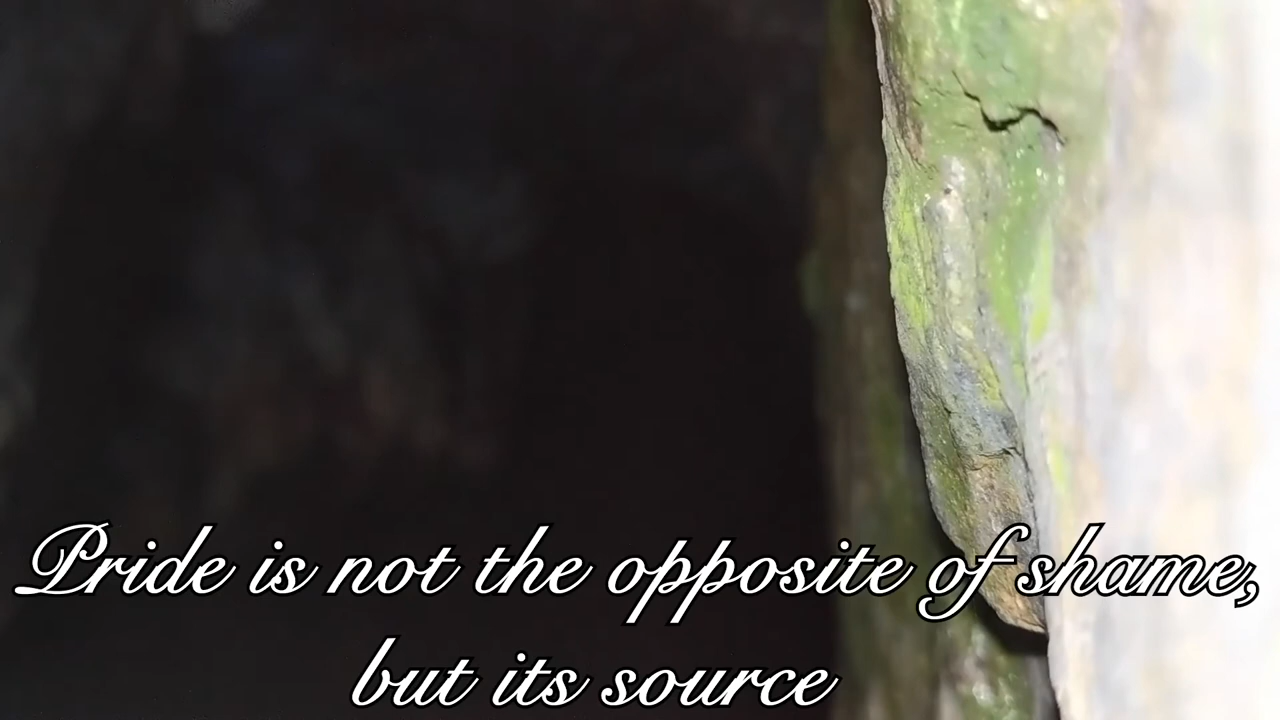 Pride is not the opposite of shame,
but its source